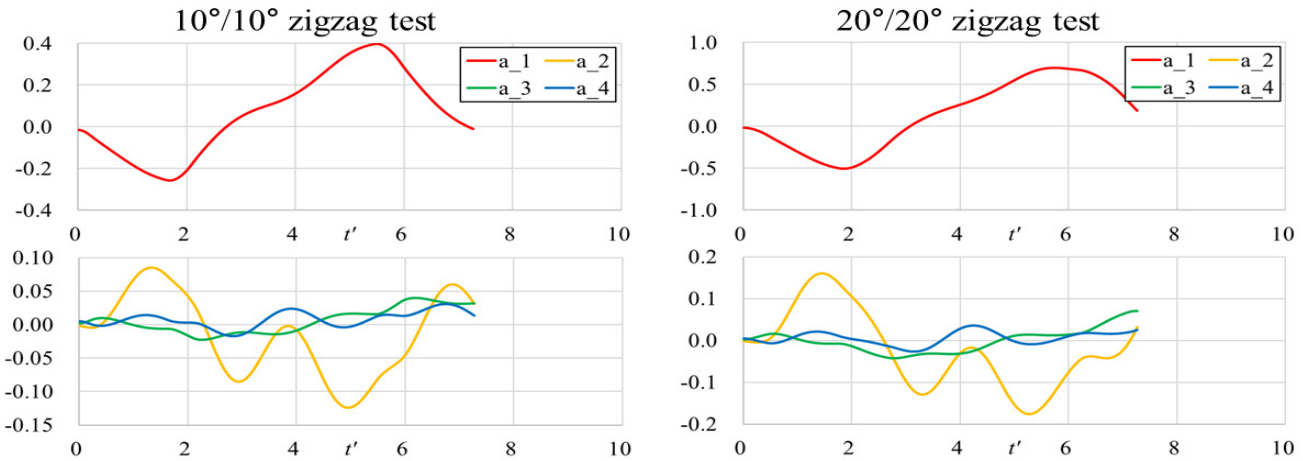 10°/10° zigzag test
0.4
0.2
0.0
-0.2
-0.4
a_1 a_2
a_3 a_4
0 2 4 t′ 6 8 10
0.10
0.05
0.00
-0.05
-0.10
-0.15
0 2 4 t′ 6 8 10
20°/20° zigzag test
1.0
0.5
0.0
-0.5
-1.0
a_1 a_2
a_3 a_4
0 2 4 t′ 6 8 10
0.2
0.1
0.0
-0.1
-0.2
0 2 4 t′ 6 8 10